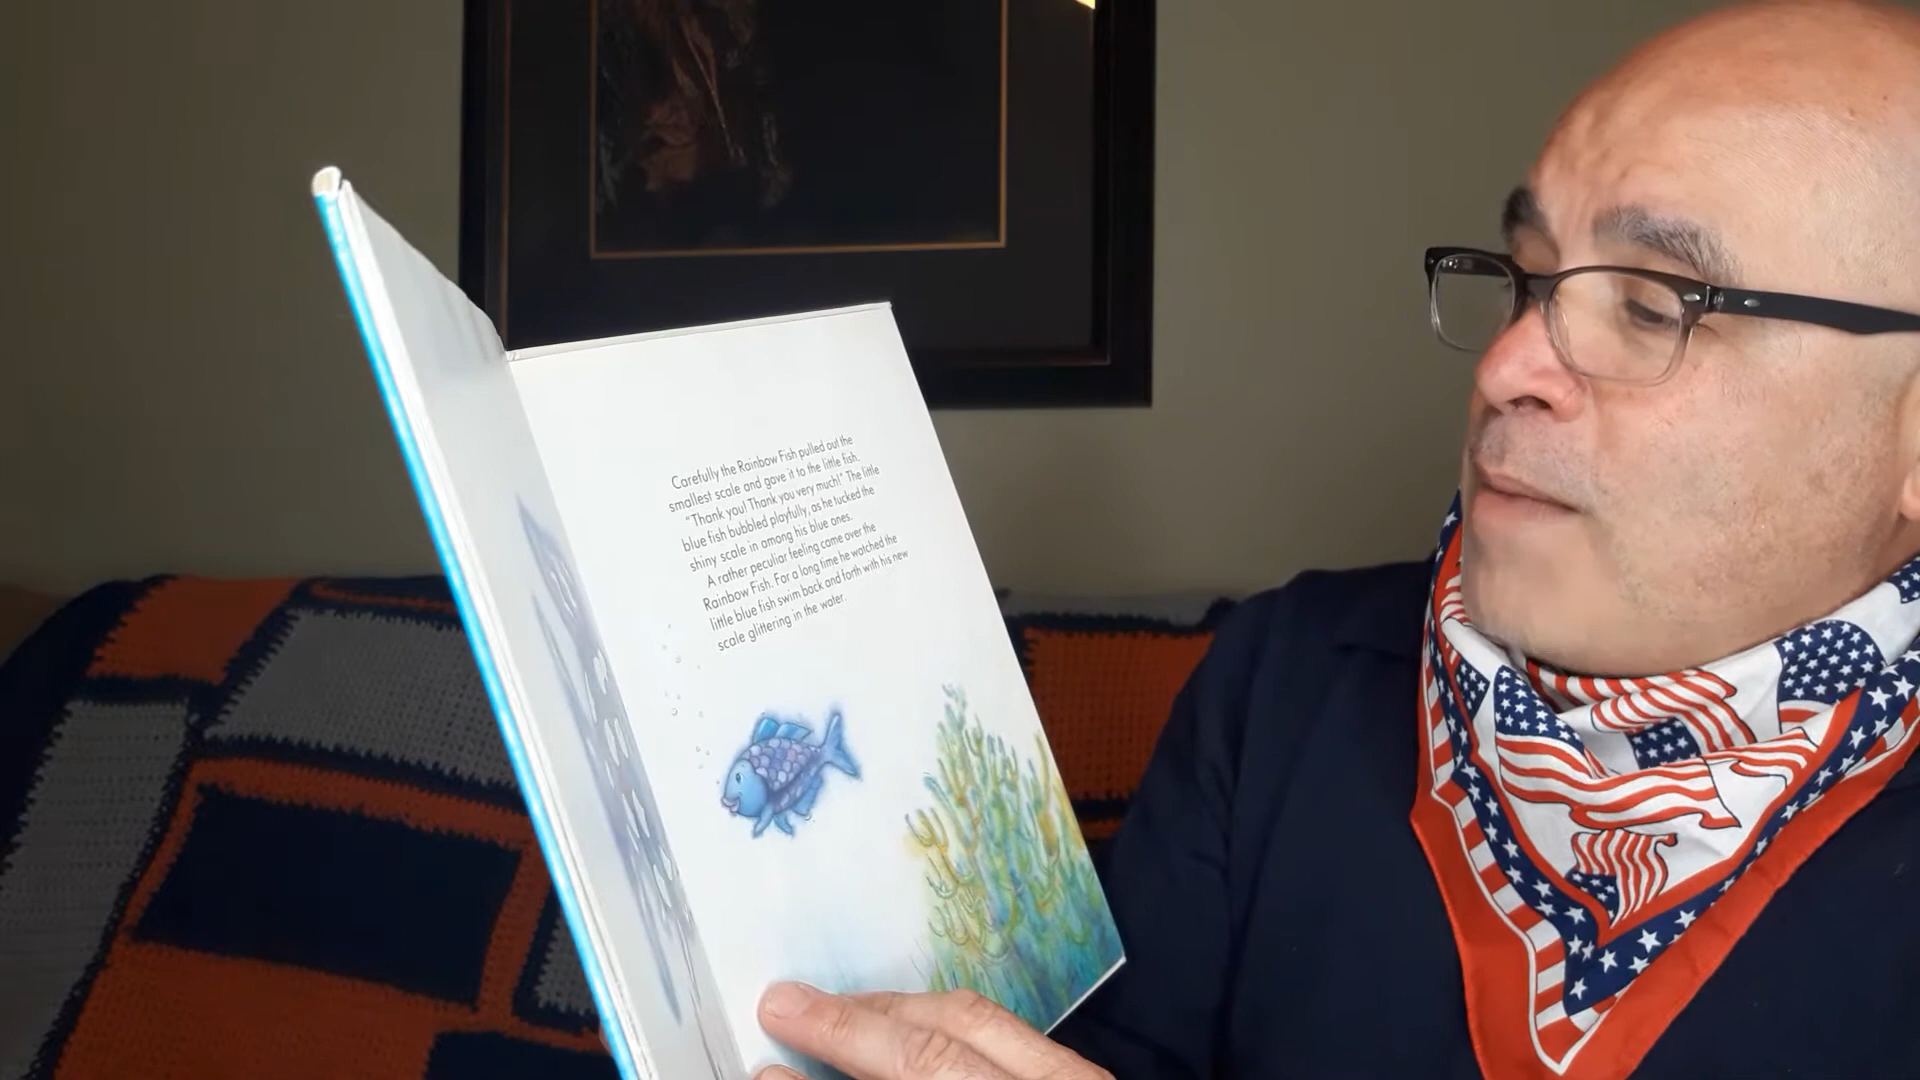 Carefully the Rainbow Fish pulled out the
smallest scale and gave it to the little fish.
"Thank you! Thank you very much!" The little
blue fish bubbled playfully, as he tucked the
shiny scale in among his blue ones.
A rather peculiar feeling came over the
Rainbow Fish. For a long time he watched the
little blue fish swim back and forth with his new
scale glittering in the water.